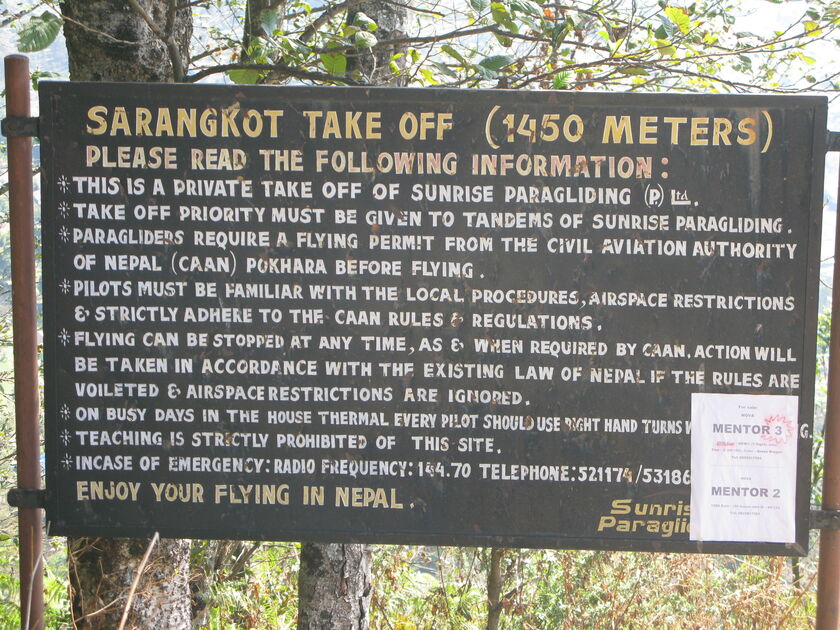 SARANGKOT TAKE OFF (1450 METERS)
PLEASE READ THE FOLLOWING INFORMATION:
* THIS IS A PRIVATE TAKE OFF OF SUNRISE PARAGLIDING (P) Ltd.
* TAKE OFF PRIORITY MUST BE GIVEN TO TANDEMS OF SUNRISE PARAGLIDING.
* PARAGLIDERS REQUIRE A FLYING PERMIT FROM THE CIVIL AVIATION AUTHORITY
OF NEPAL (CAAN) POKHARA BEFORE FLYING.
* PILOTS MUST BE FAMILIAR WITH THE LOCAL PROCEDURES, AIRSPACE RESTRICTIONS
& STRICTLY ADHERE TO THE CAAN RULES & REGULATIONS.
* FLYING CAN BE STOPPED AT ANY TIME, AS & WHEN REQUIRED BY CAAN, ACTION WILL
BE TAKEN IN ACCORDANCE WITH THE EXISTING LAW OF NEPAL IF THE RULES ARE
VOILETED & AIRSPACE RESTRICTIONS ARE IGNORED.
* ON BUSY DAYS IN THE HOUSE THERMAL EVERY PILOT SHOULD USE RIGHT HAND TURNS
* TEACHING IS STRICTLY PROHIBITED OF THIS SITE.
* INCASE OF EMERGENCY: RADIO FREQUENCY: 144.70 TELEPHONE: 521174/53186
ENJOY YOUR FLYING IN NEPAL.
Sunris
Paraglid
For sale:
NOVA
MENTOR 3
NOVA
MENTOR 2